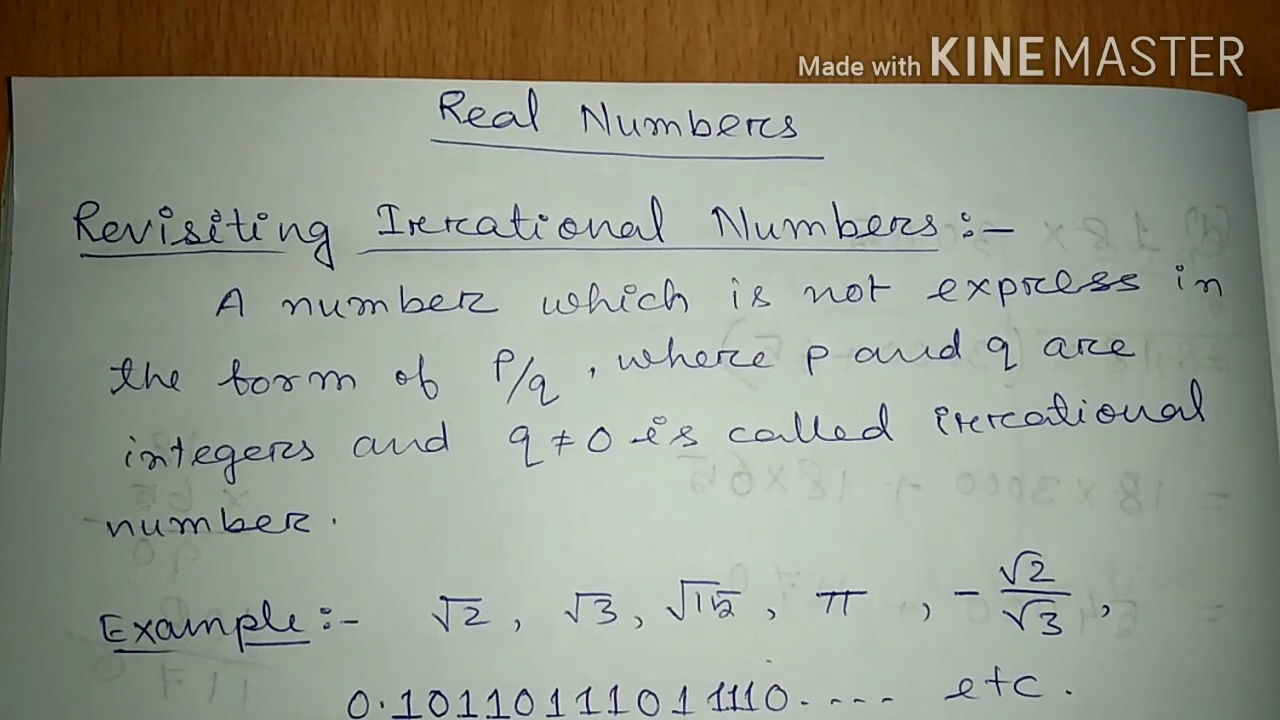 Made with KINEMASTER
Real Numbers
Revisiting Irrational Numbers :-
A number which is not express in
the form of P/q, where p and q are
integers and q ≠ 0 is called irrational
number.
Example :- √2, √3, √15, π, -√2/√3,
0.10110111011110.... etc.